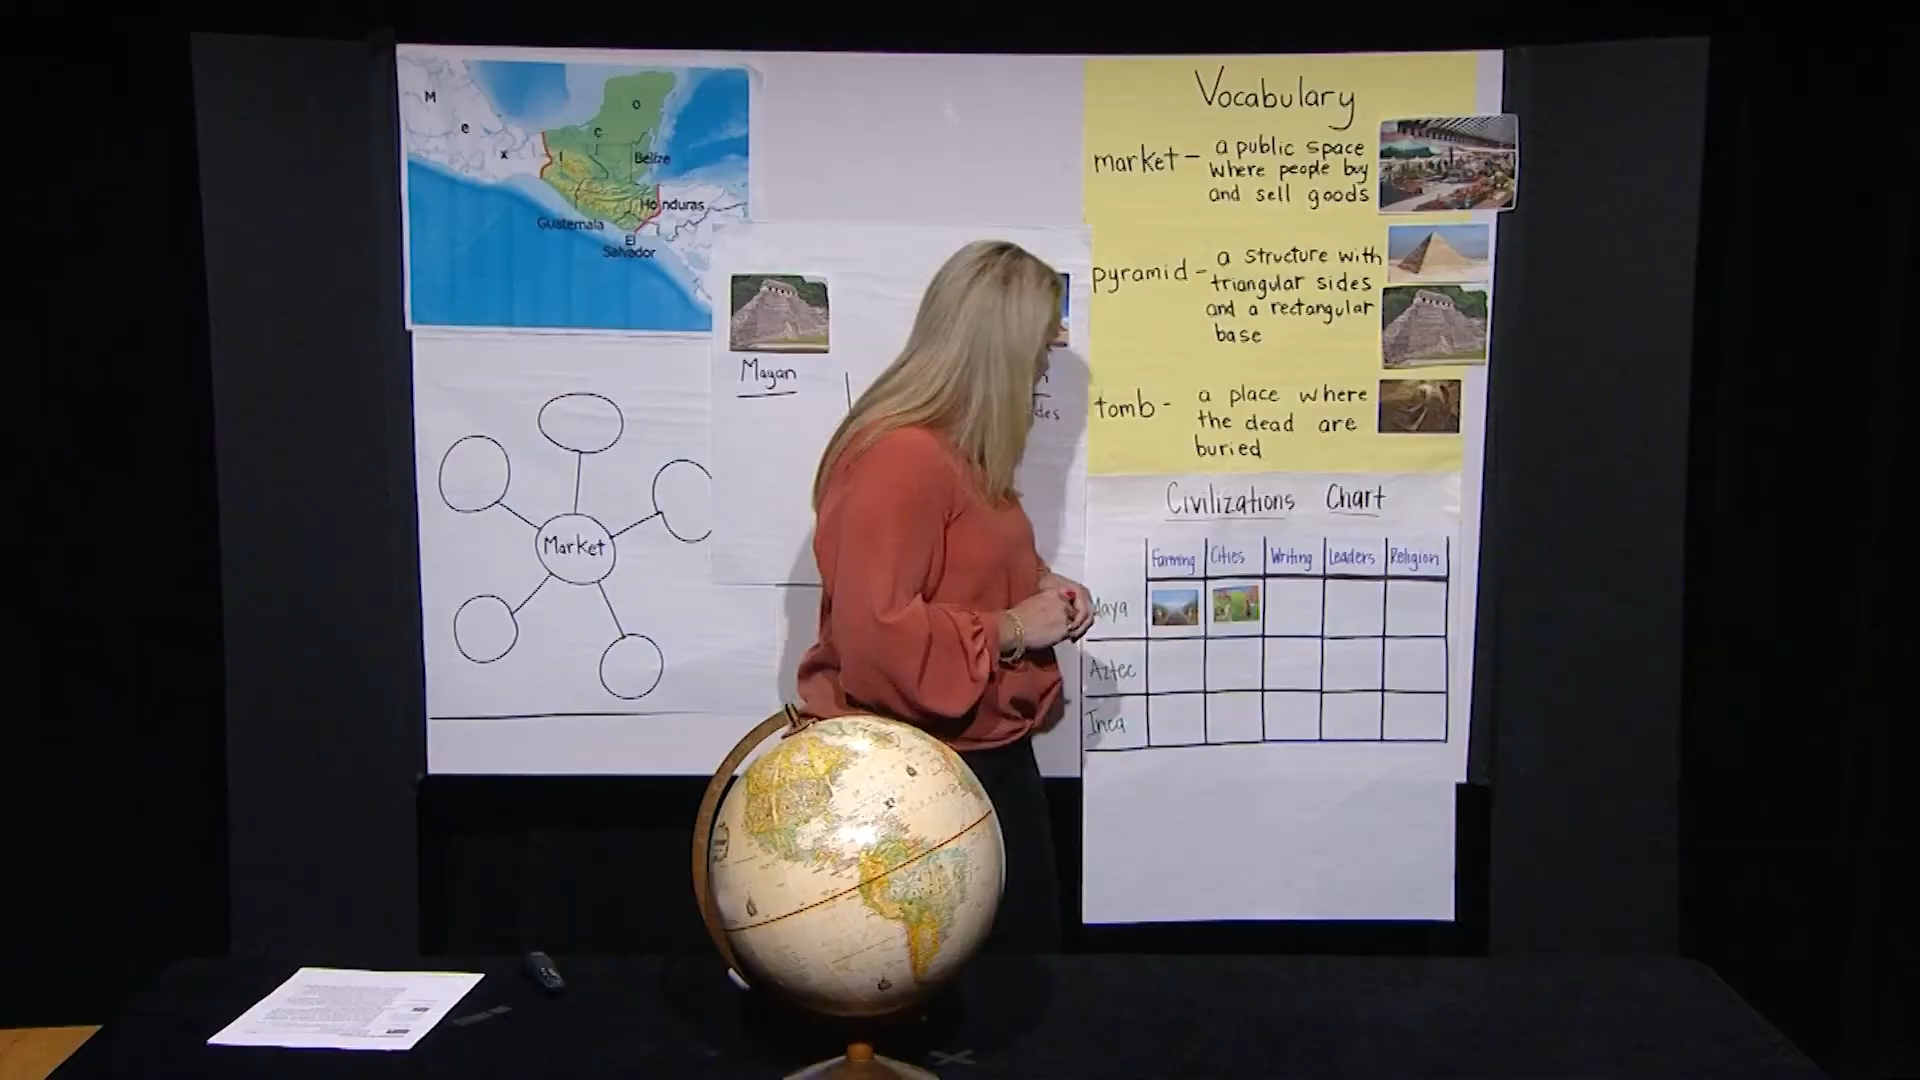 M
e
x
i
c
o
Belize
Honduras
Guatemala
El
Salvador
Market
Mayan
Vocabulary
market - a public space
where people buy
and sell goods
pyramid - a structure with
triangular sides
and a rectangular
base
tomb - a place where
the dead are
buried
Civilizations Chart
Farming Cities Writing Leaders Religion
Maya
Aztec
Inca